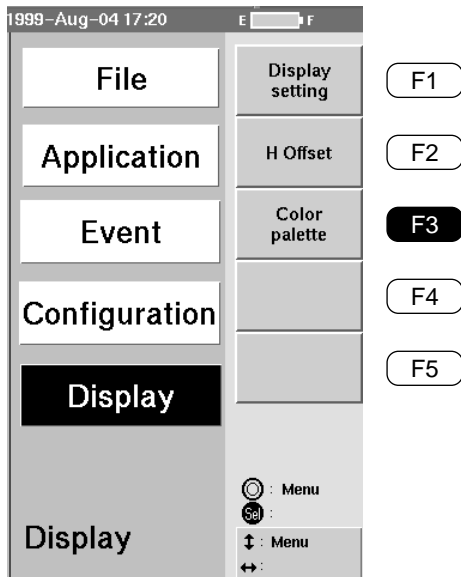 1999-Aug-04 17:20 E F
File
Application
Event
Configuration
Display
Display
Display
setting
H Offset
Color
palette
F1
F2
F3
F4
F5
: Menu
Sel :
↕: Menu
↔: